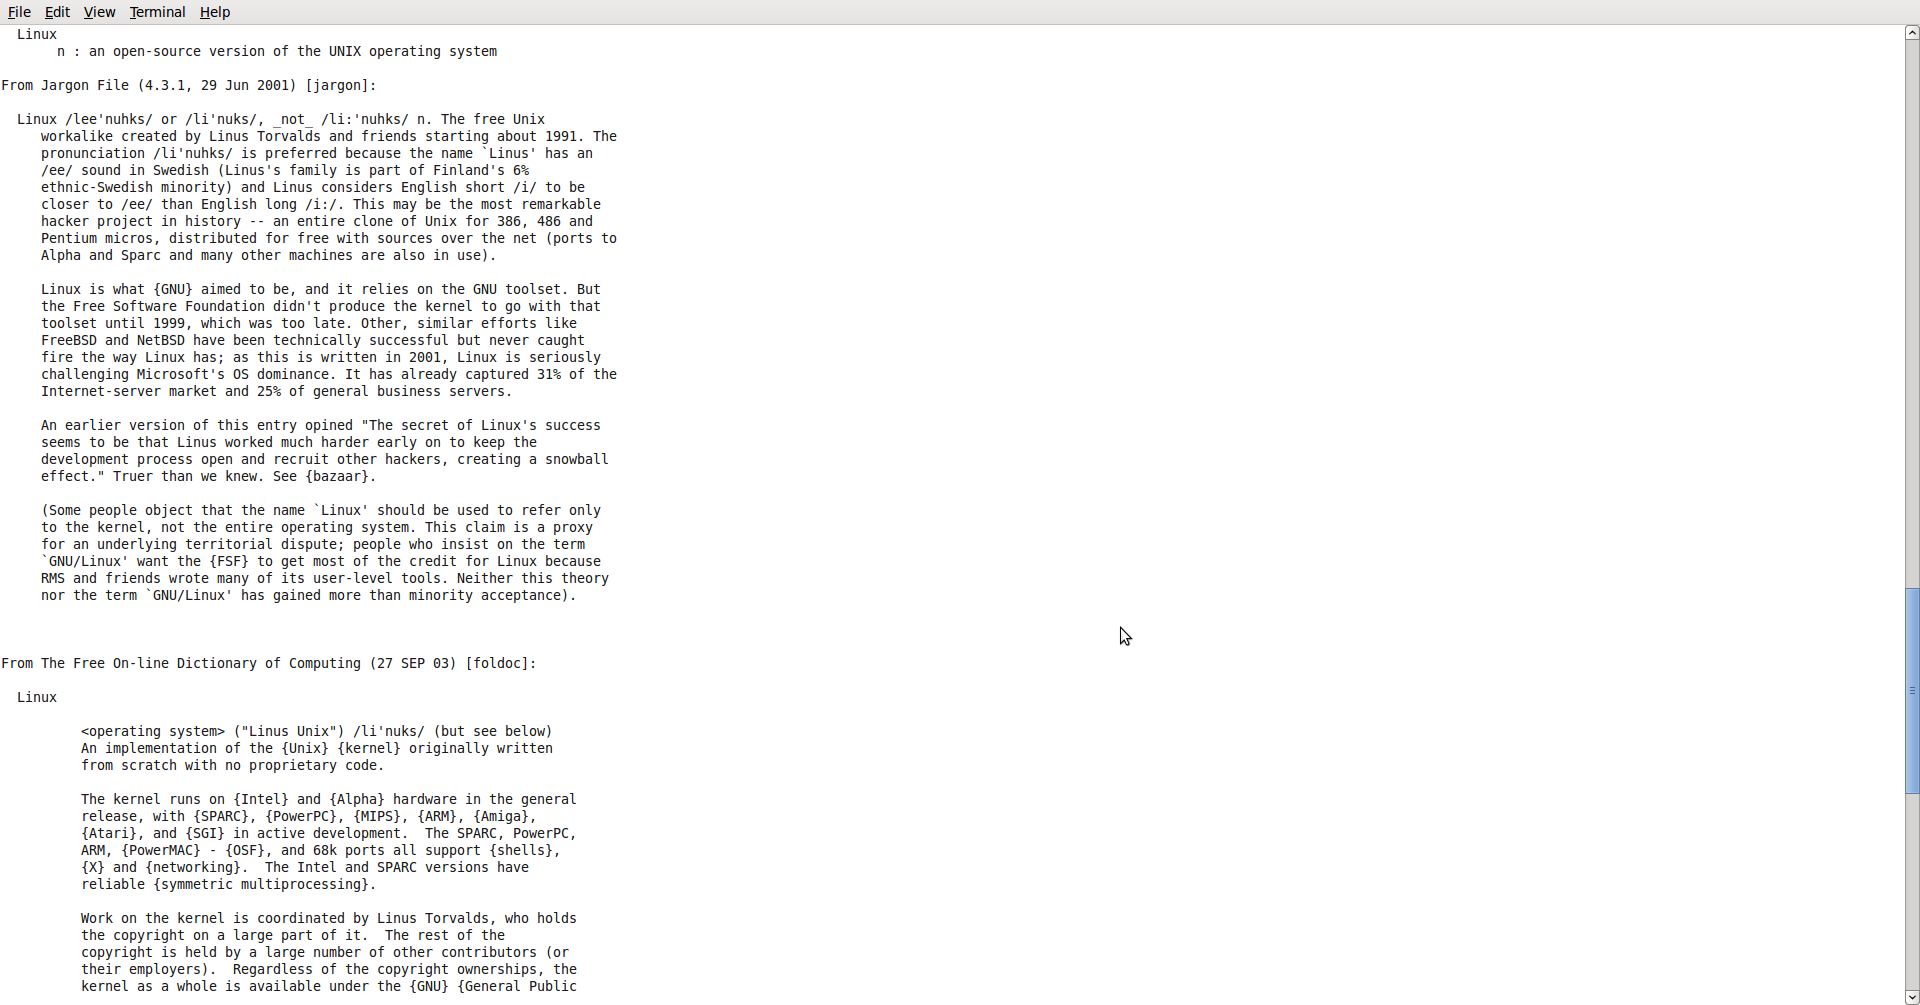 File Edit View Terminal Help
Linux
n : an open-source version of the UNIX operating system
From Jargon File (4.3.1, 29 Jun 2001) [jargon]:
Linux /lee'nuhks/ or /li'nuks/, _not_ /li:'nuhks/ n. The free Unix
workalike created by Linus Torvalds and friends starting about 1991. The
pronunciation /li'nuhks/ is preferred because the name `Linus' has an
/ee/ sound in Swedish (Linus's family is part of Finland's 6%
ethnic-Swedish minority) and Linus considers English short /i/ to be
closer to /ee/ than English long /i:/. This may be the most remarkable
hacker project in history -- an entire clone of Unix for 386, 486 and
Pentium micros, distributed for free with sources over the net (ports to
Alpha and Sparc and many other machines are also in use).
Linux is what {GNU} aimed to be, and it relies on the GNU toolset. But
the Free Software Foundation didn't produce the kernel to go with that
toolset until 1999, which was too late. Other, similar efforts like
FreeBSD and NetBSD have been technically successful but never caught
fire the way Linux has; as this is written in 2001, Linux is seriously
challenging Microsoft's OS dominance. It has already captured 31% of the
Internet-server market and 25% of general business servers.
An earlier version of this entry opined "The secret of Linux's success
seems to be that Linus worked much harder early on to keep the
development process open and recruit other hackers, creating a snowball
effect." Truer than we knew. See {bazaar}.
(Some people object that the name `Linux' should be used to refer only
to the kernel, not the entire operating system. This claim is a proxy
for an underlying territorial dispute; people who insist on the term
`GNU/Linux' want the {FSF} to get most of the credit for Linux because
RMS and friends wrote many of its user-level tools. Neither this theory
nor the term `GNU/Linux' has gained more than minority acceptance).
From The Free On-line Dictionary of Computing (27 SEP 03) [foldoc]:
Linux
<operating system> ("Linus Unix") /li'nuks/ (but see below)
An implementation of the {Unix} {kernel} originally written
from scratch with no proprietary code.
The kernel runs on {Intel} and {Alpha} hardware in the general
release, with {SPARC}, {PowerPC}, {MIPS}, {ARM}, {Amiga},
{Atari}, and {SGI} in active development.  The SPARC, PowerPC,
ARM, {PowerMAC} - {OSF}, and 68k ports all support {shells},
{X} and {networking}.  The Intel and SPARC versions have
reliable {symmetric multiprocessing}.
Work on the kernel is coordinated by Linus Torvalds, who holds
the copyright on a large part of it.  The rest of the
copyright is held by a large number of other contributors (or
their employers).  Regardless of the copyright ownerships, the
kernel as a whole is available under the {GNU} {General Public